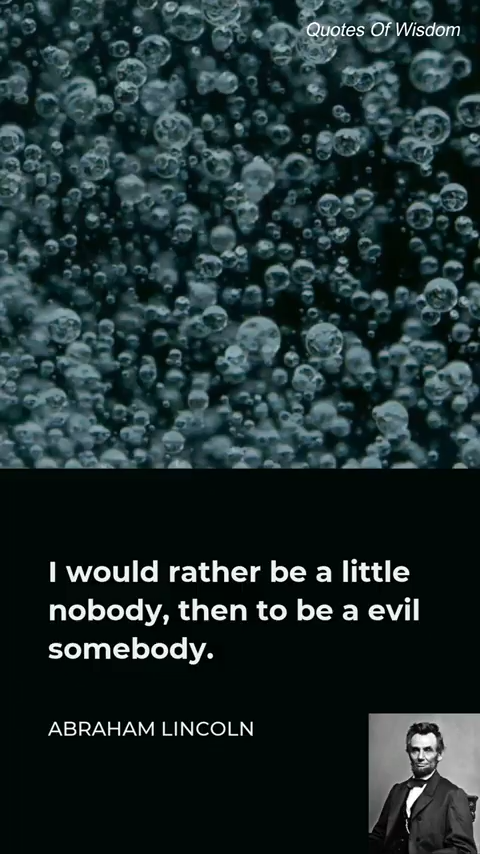 Quotes Of Wisdom
I would rather be a little
nobody, then to be a evil
somebody.
ABRAHAM LINCOLN